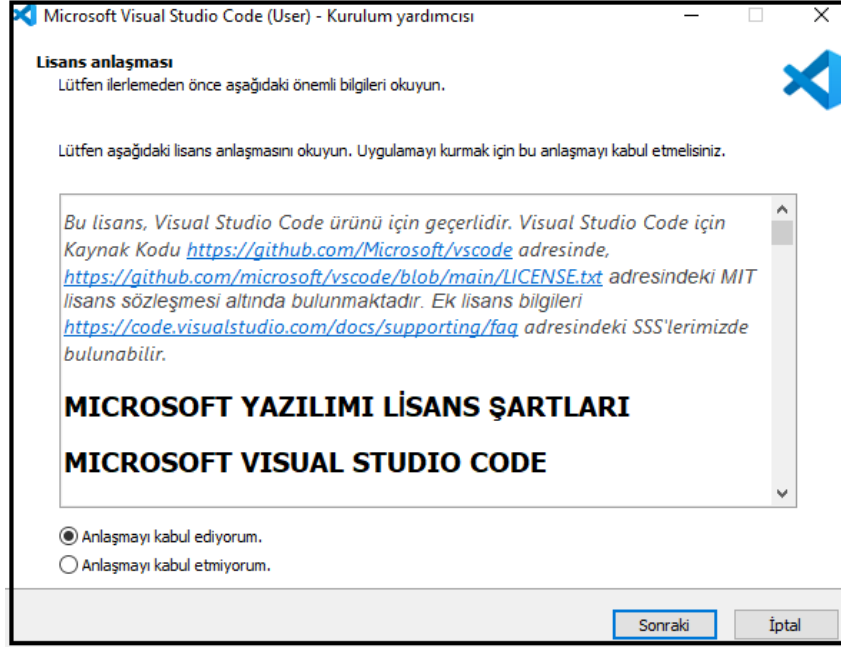 Microsoft Visual Studio Code (User) - Kurulum yardımcısı
Lisans anlaşması
Lütfen ilerlemeden önce aşağıdaki önemli bilgileri okuyun.
Lütfen aşağıdaki lisans anlaşmasını okuyun. Uygulamayı kurmak için bu anlaşmayı kabul etmelisiniz.
Bu lisans, Visual Studio Code ürünü için geçerlidir. Visual Studio Code için
Kaynak Kodu https://github.com/Microsoft/vscode adresinde,
https://github.com/microsoft/vscode/blob/main/LICENSE.txt adresindeki MIT
lisans sözleşmesi altında bulunmaktadır. Ek lisans bilgileri
https://code.visualstudio.com/docs/supporting/faq adresindeki SSS'lerimizde
bulunabilir.
MICROSOFT YAZILIMI LİSANS ŞARTLARI
MICROSOFT VISUAL STUDIO CODE
Anlaşmayı kabul ediyorum.
Anlaşmayı kabul etmiyorum.
Sonraki İptal